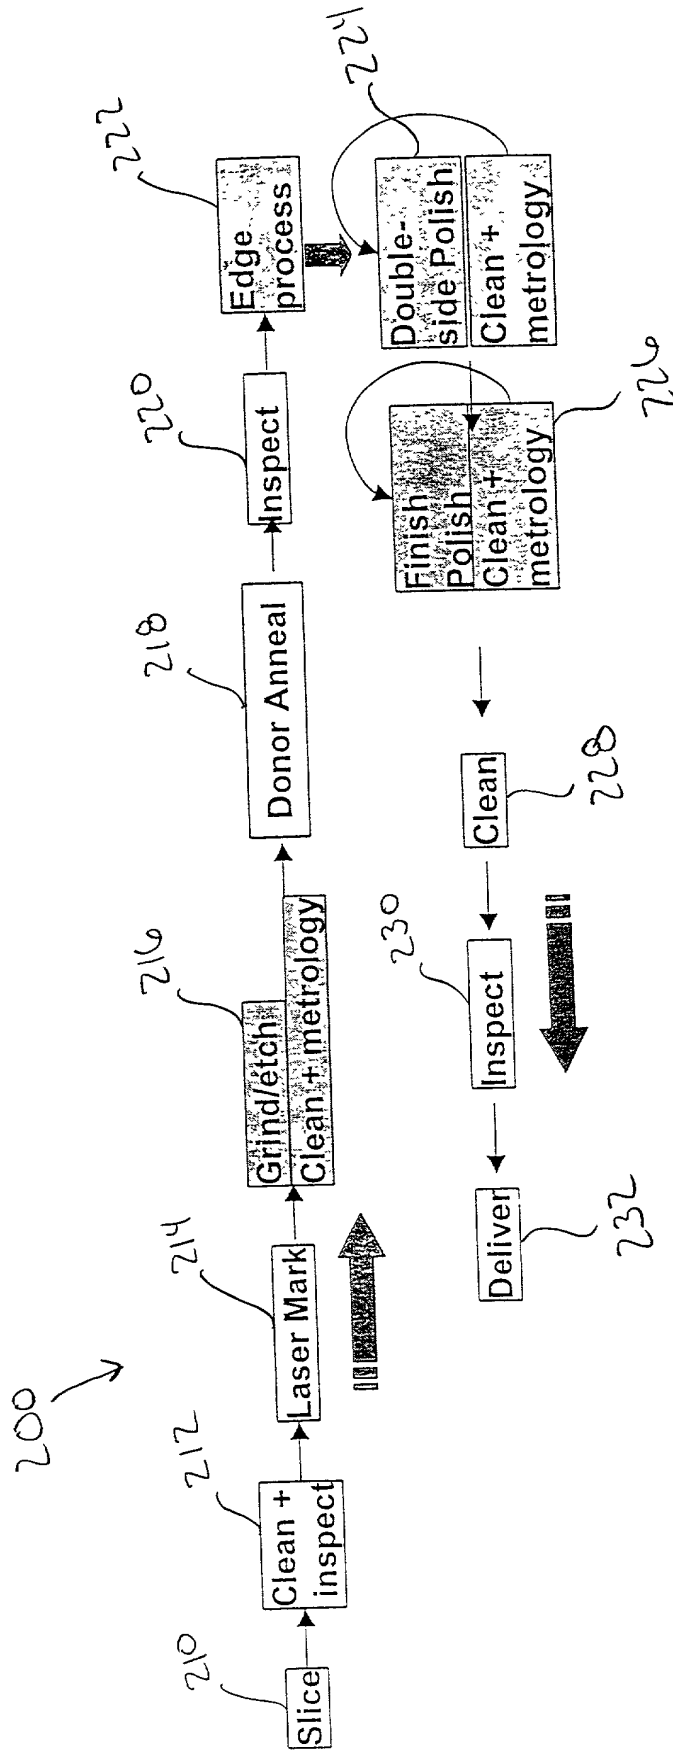 200
210
Slice
212
Clean +
inspect
214
Laser Mark
216
Grind/etch
Clean + metrology
218
Donor Anneal
220
Inspect
222
Edge
process
224
Double-
side Polish
Clean +
metrology
226
Finish
Polish
Clean +
metrology
228
Clean
230
Inspect
232
Deliver